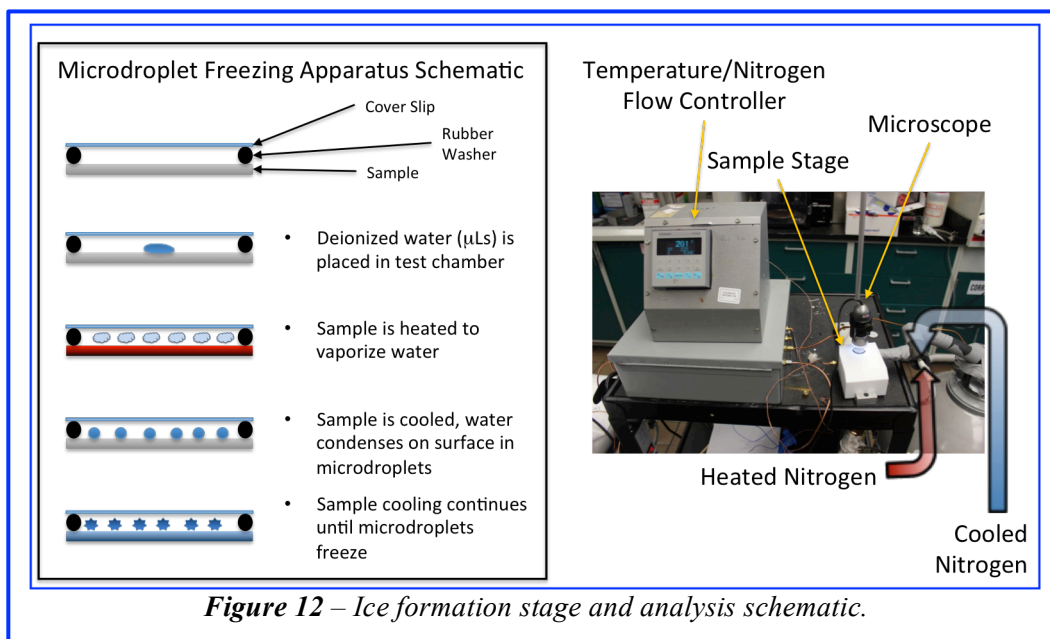 Microdroplet Freezing Apparatus Schematic
Cover Slip
Rubber
Washer
Sample
• Deionized water (μLs) is
placed in test chamber
• Sample is heated to
vaporize water
• Sample is cooled, water
condenses on surface in
microdroplets
• Sample cooling continues
until microdroplets
freeze
Temperature/Nitrogen
Flow Controller
Microscope
Sample Stage
201
Heated Nitrogen
Cooled
Nitrogen
Figure 12 – Ice formation stage and analysis schematic.